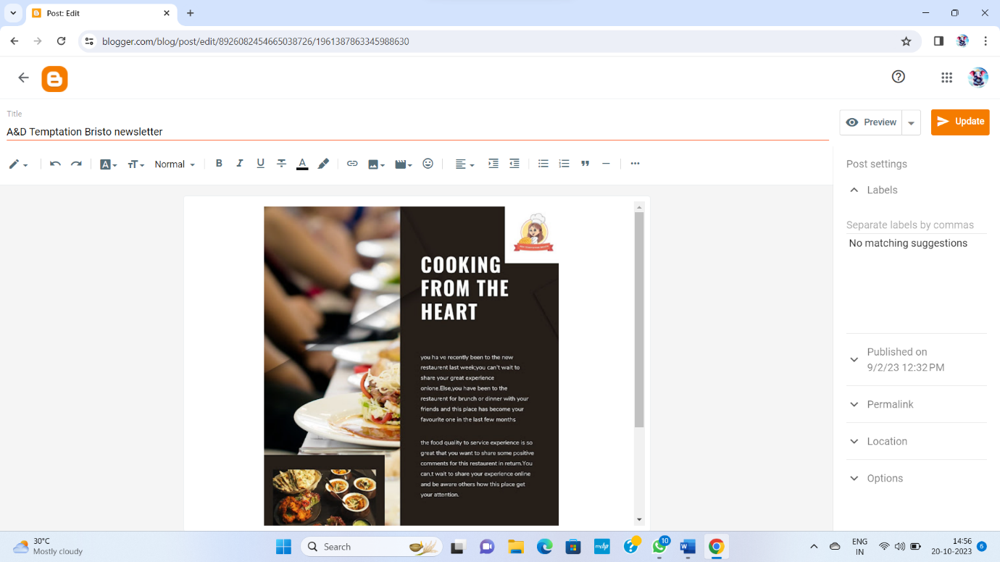 Post: Edit
blogger.com/blog/post/edit/8926082454665038726/1961387863345988630
Title
A&D Temptation Bristo newsletter
Preview
Update
Normal
B I U A
Post settings
Labels
Separate labels by commas
No matching suggestions
Published on
9/2/23 12:32 PM
Permalink
Location
Options
COOKING
FROM THE
HEART
you ha ve recently been to the new
restaurent last week;you can't wait to
share your great experience
onlone.Else,you have been to the
restaurent for brunch or dinner with your
friends and this place has become your
favourite one in the last few months
the food quality to service experience is so
great that you want to share some positive
comments for this restaurent in return.You
can,t wait to share your experience online
and be aware others how this place get
your attention.
30°C
Mostly cloudy
Search
myhp
10
ENG
IN
14:56
20-10-2023
6